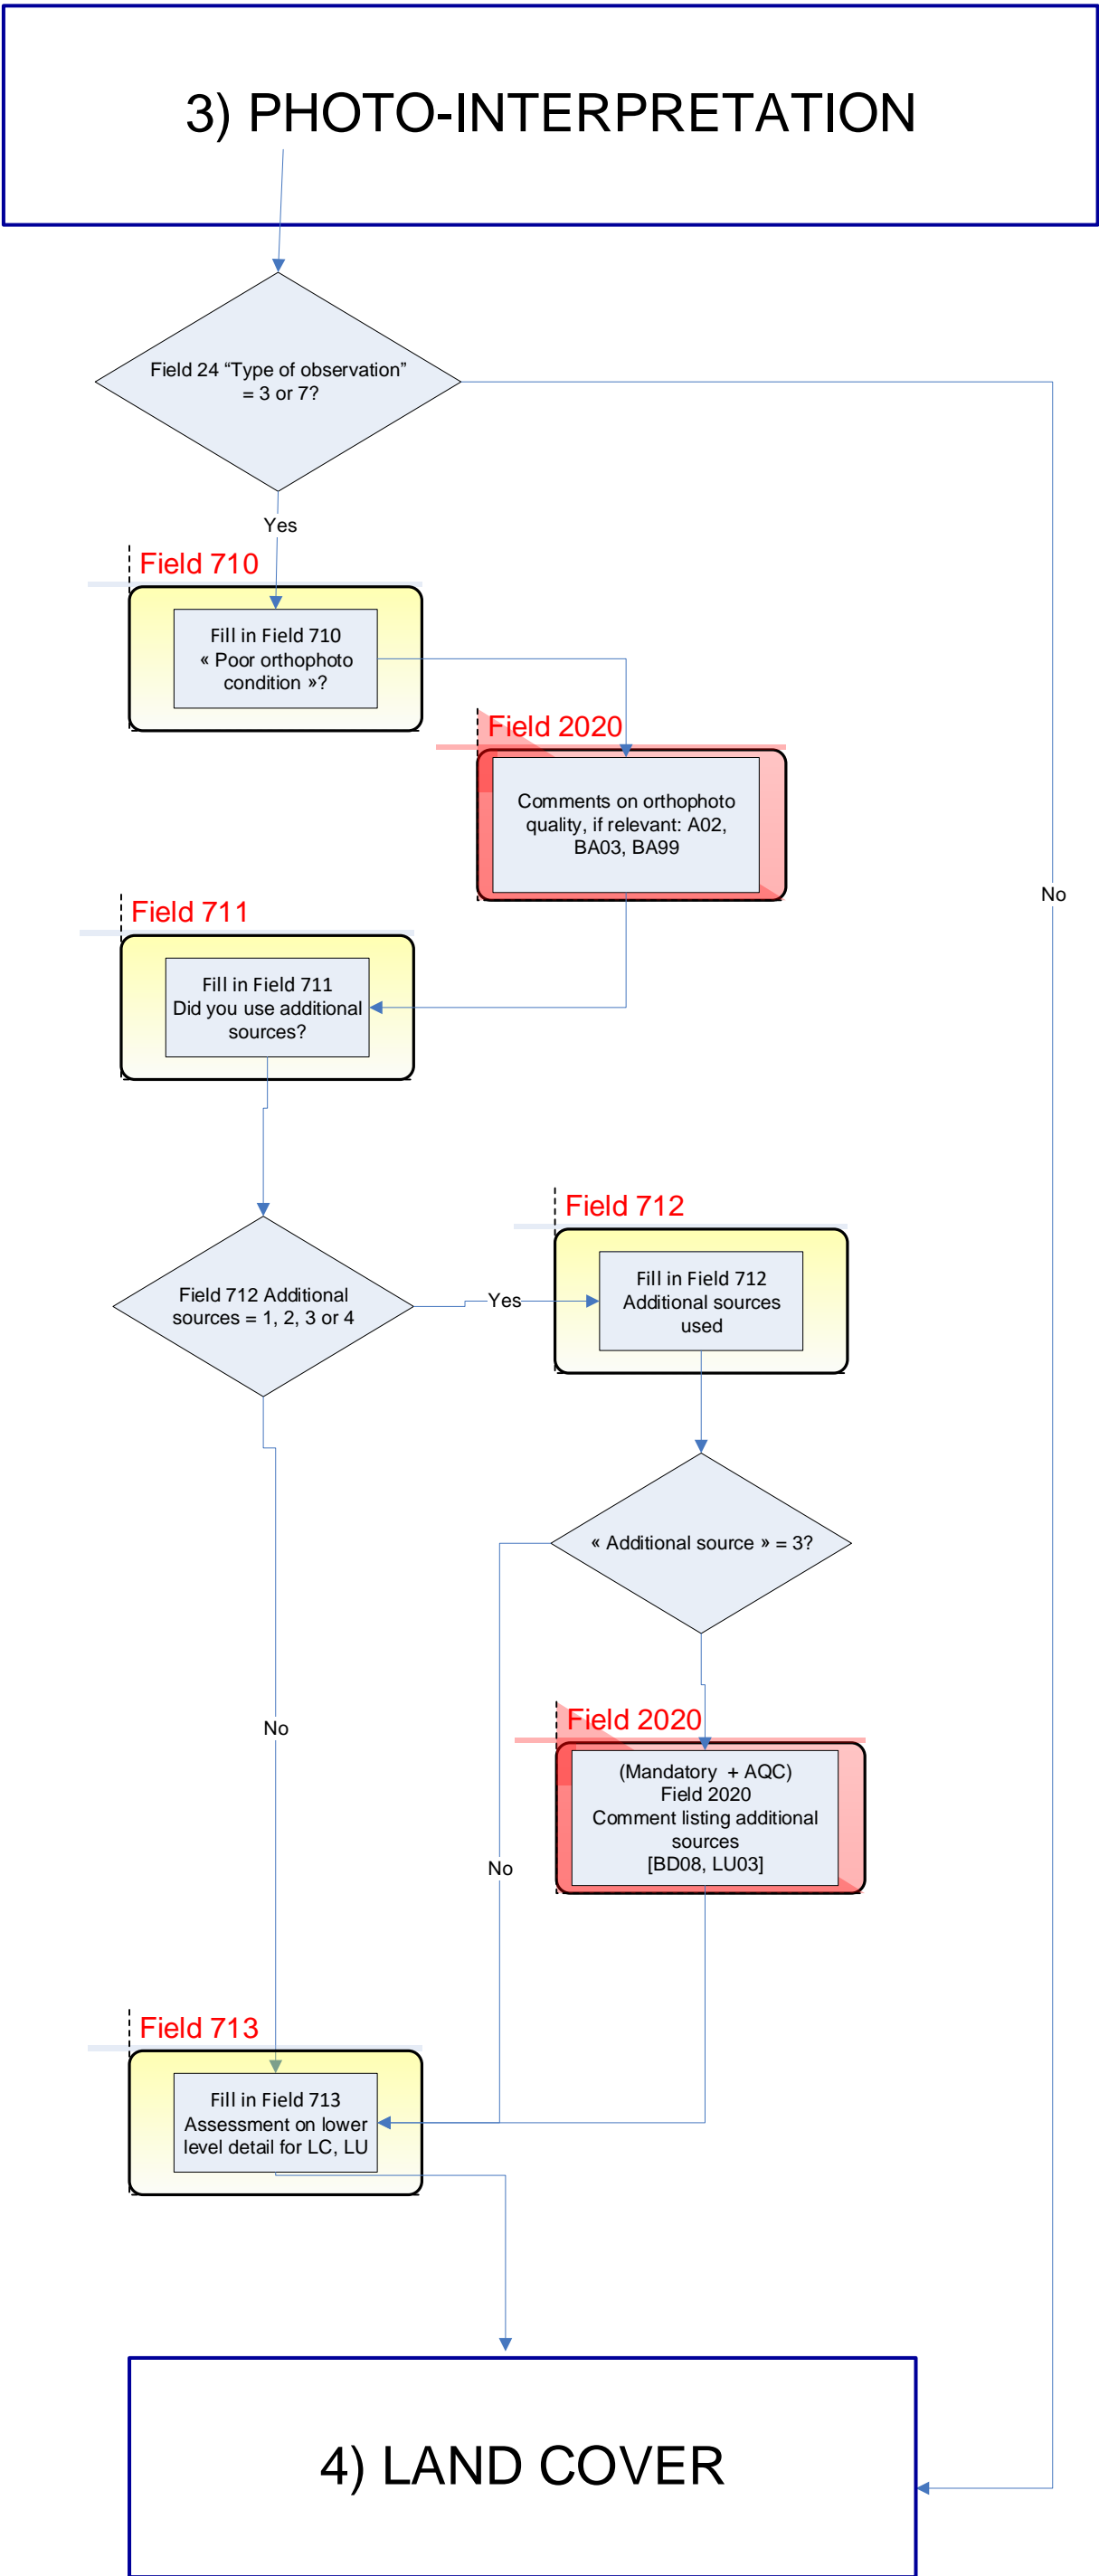 3) PHOTO-INTERPRETATION
Field 24 “Type of observation”
= 3 or 7?
Yes
Field 710
Fill in Field 710
« Poor orthophoto
condition »?
Field 2020
Comments on orthophoto
quality, if relevant: A02,
BA03, BA99
No
Field 711
Fill in Field 711
Did you use additional
sources?
Field 712
Field 712 Additional
sources = 1, 2, 3 or 4
Yes
Fill in Field 712
Additional sources
used
« Additional source » = 3?
No
Field 2020
(Mandatory + AQC)
Field 2020
Comment listing additional
sources
[BD08, LU03]
No
Field 713
Fill in Field 713
Assessment on lower
level detail for LC, LU
4) LAND COVER